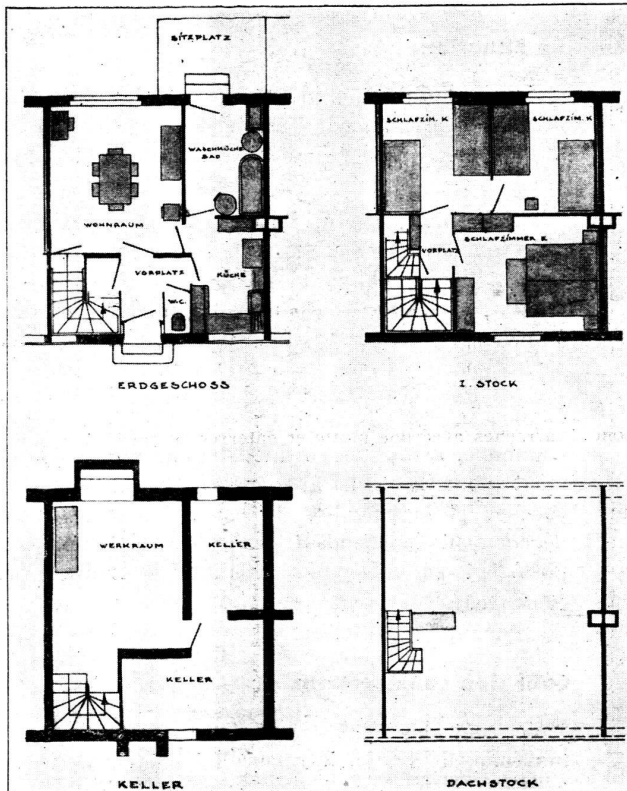 SITZPLATZ
WASCHKÜCHE
BAD
WOHNRAUM
VORPLATZ
W.C.
KÜCHE
ERDGESCHOSS
SCHLAFZIM. K
SCHLAFZIM. K
VORPLATZ
SCHLAFZIMMER E
I. STOCK
WERKRAUM
KELLER
KELLER
KELLER
DACHSTOCK